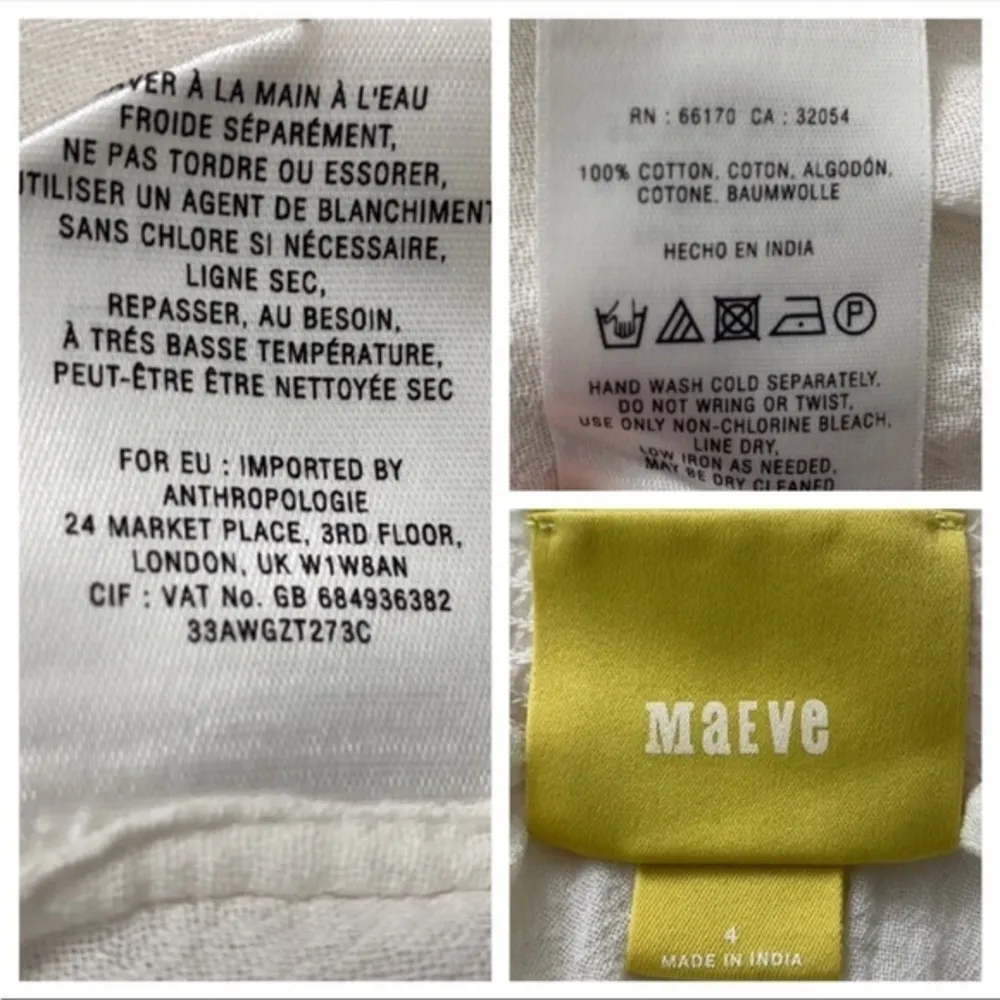 À LA MAIN À L'EAU
FROIDE SÉPARÉMENT,
NE PAS TORDRE OU ESSORER,
UN AGENT DE BLANCHIMENT
SANS CHLORE SI NÉCESSAIRE,
LIGNE SEC,
REPASSER, AU BESOIN,
À TRÉS BASSE TEMPÉRATURE,
PEUT-ÊTRE ÊTRE NETTOYÉE SEC
FOR EU : IMPORTED BY
ANTHROPOLOGIE
24 MARKET PLACE, 3RD FLOOR,
LONDON, UK W1W8AN
CIF : VAT No. GB 684936382
33AWGZT273C
RN : 66170 CA : 32054
100% COTTON, COTON, ALGODÓN,
COTONE, BAUMWOLLE
HECHO EN INDIA
P
HAND WASH COLD SEPARATELY,
DO NOT WRING OR TWIST,
USE ONLY NON-CHLORINE BLEACH,
LINE DRY,
LOW IRON AS NEEDED,
MAY BE DRY CLEANED
MaEVe
4
MADE IN INDIA